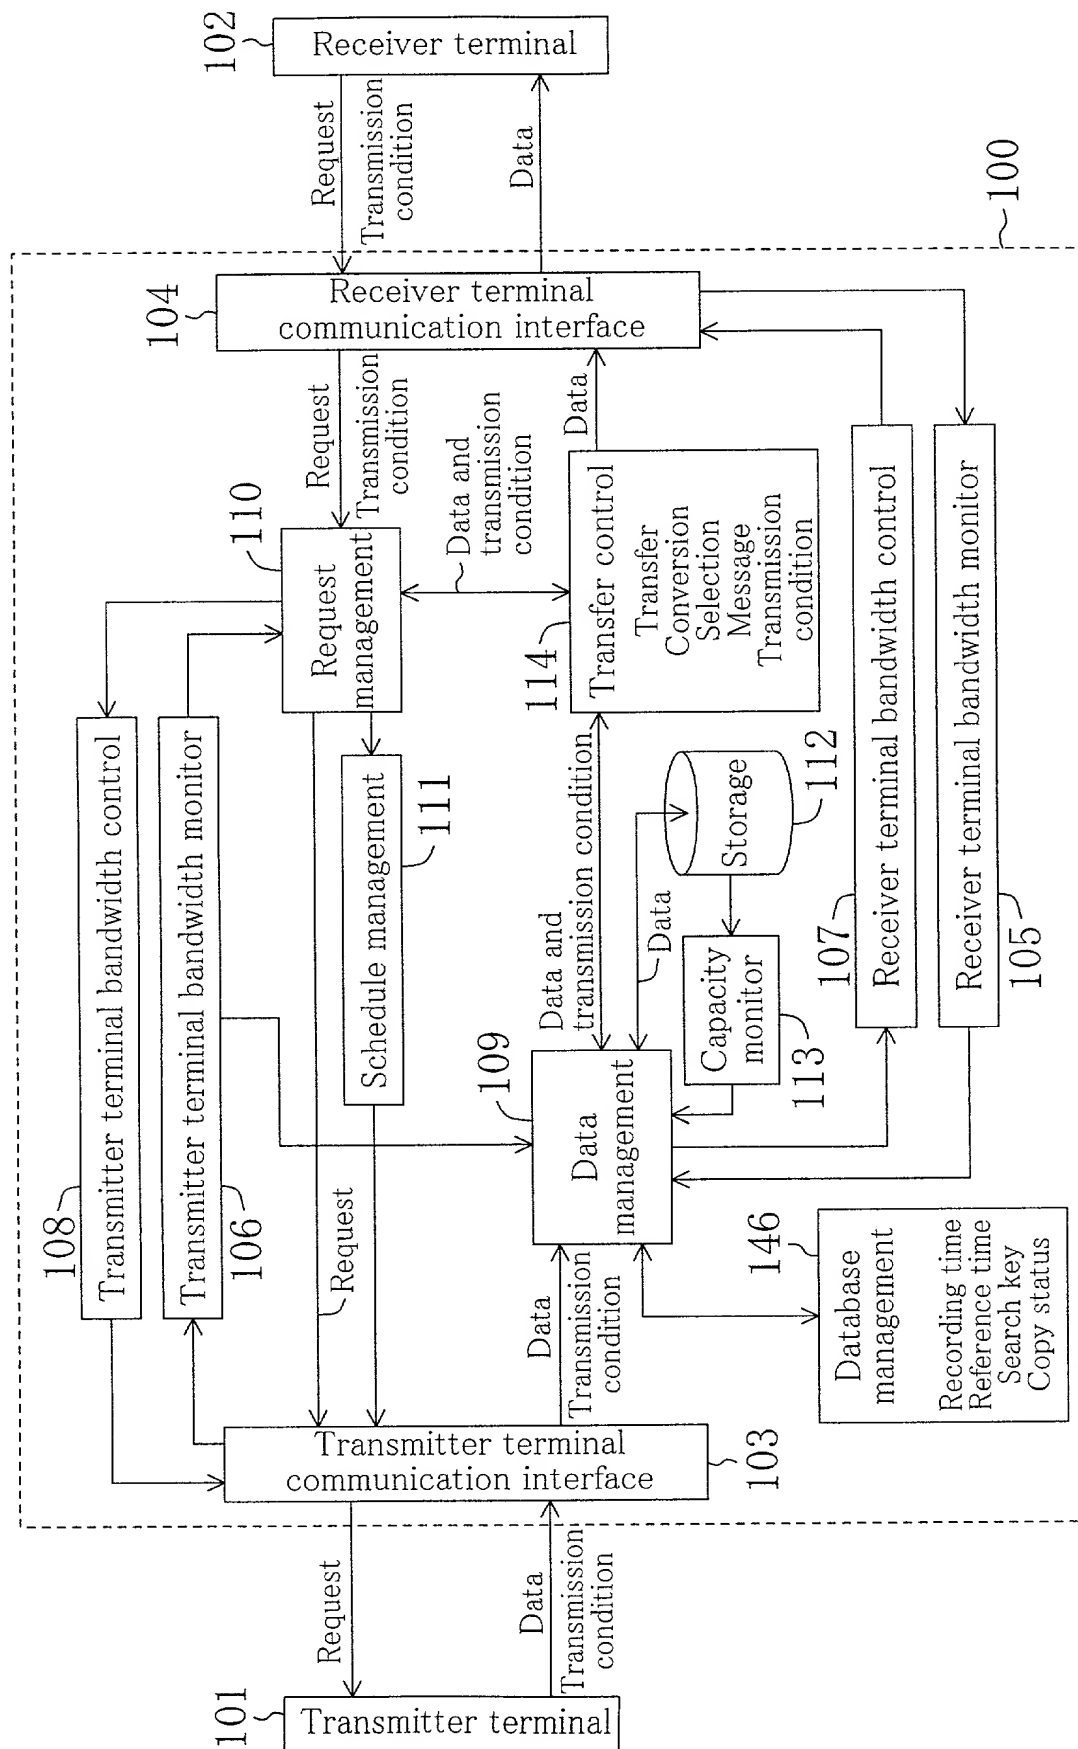 102
Receiver terminal
Request
Transmission
condition
Data
100
104
Receiver terminal
communication interface
Request
Transmission
condition
Data
110
Request
management
Data and
transmission
condition
114
Transfer control
Transfer
Conversion
Selection
Message
Transmission
condition
108
Transmitter terminal bandwidth control
106
Transmitter terminal bandwidth monitor
111
Schedule management
Request
Data and
transmission condition
112
Storage
Data
113
Capacity
monitor
107
Receiver terminal bandwidth control
105
Receiver terminal bandwidth monitor
109
Data
management
146
Database
management
Recording time
Reference time
Search key
Copy status
Data
Transmission
condition
103
Transmitter terminal
communication interface
Request
Data
Transmission
condition
101
Transmitter terminal